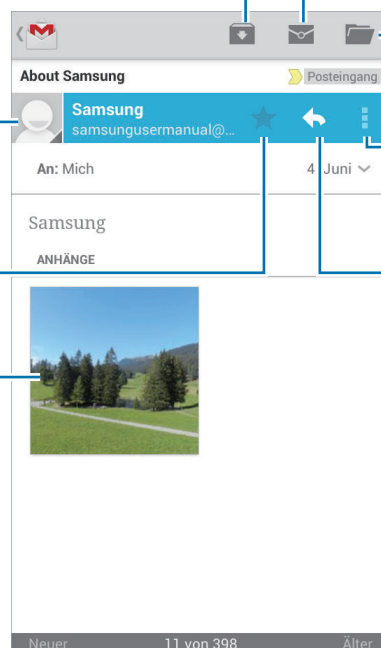 About Samsung Posteingang
Samsung
samsungusermanual@...
An: Mich 4. Juni
Samsung
ANHÄNGE
Neuer 11 von 398 Älter